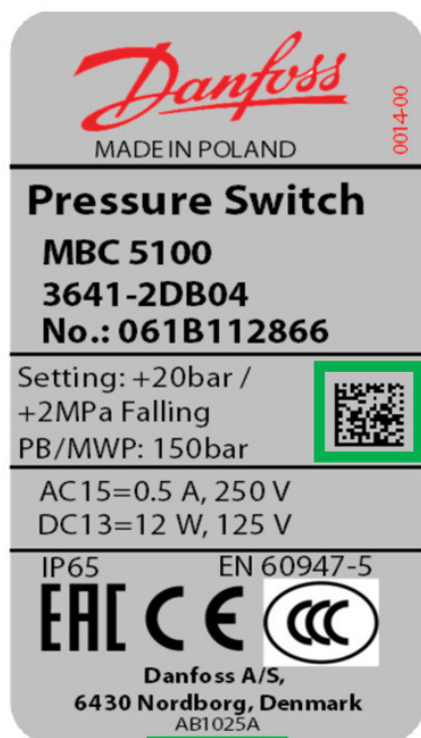 Danfoss
0014-00
MADE IN POLAND
Pressure Switch
MBC 5100
3641-2DB04
No.: 061B112866
Setting: +20bar /
+2MPa Falling
PB/MWP: 150bar
AC15=0.5 A, 250 V
DC13=12 W, 125 V
IP65 EN 60947-5
EAC CE CCC
Danfoss A/S,
6430 Nordborg, Denmark
AB1025A